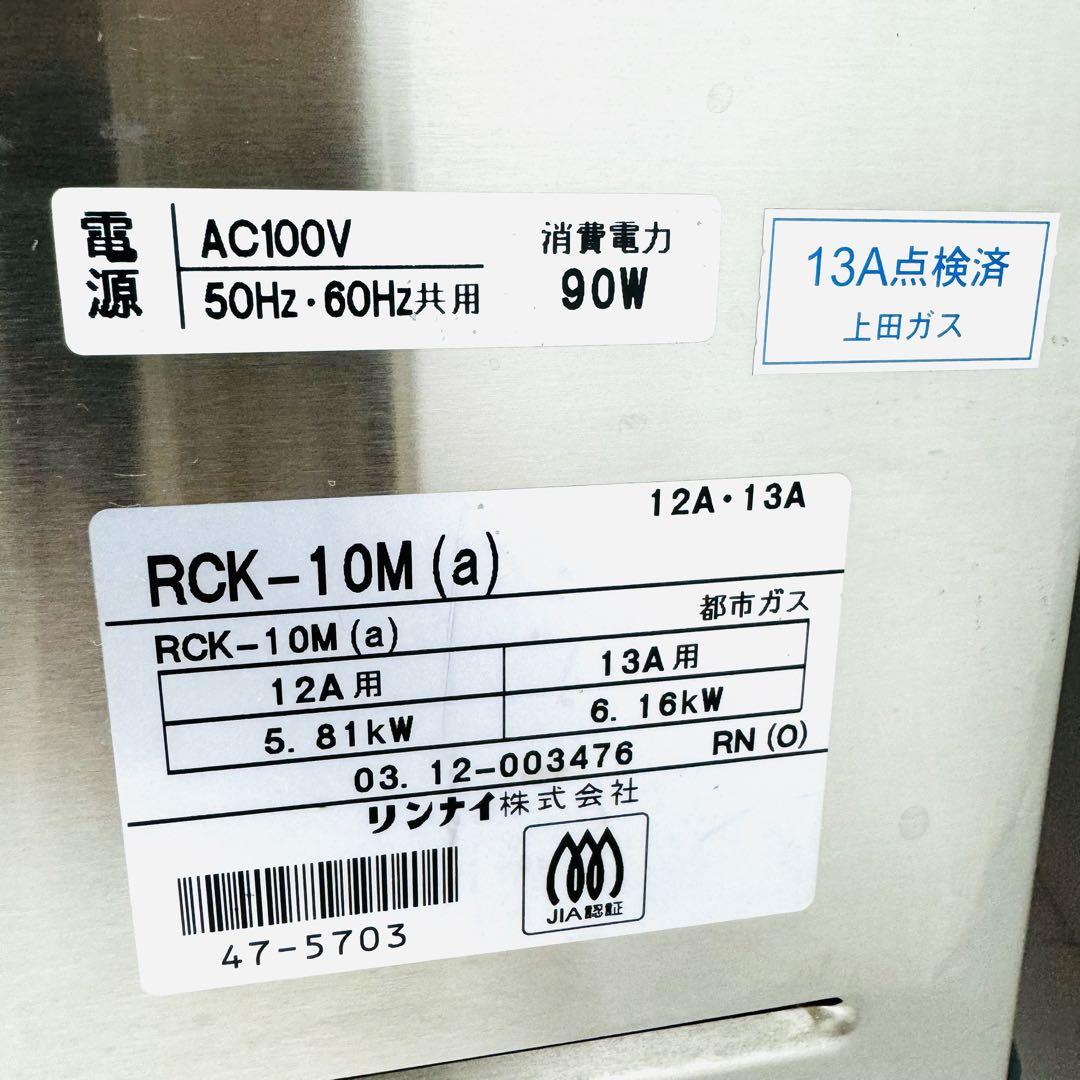 電源
AC100V
50Hz・60Hz共用
消費電力
90W
13A点検済
上田ガス
12A・13A
RCK-10M(a)
都市ガス
RCK-10M(a)
12A用
13A用
5.81kW
6.16kW
03.12-003476
RN(O)
リンナイ株式会社
JIA認証
47-5703